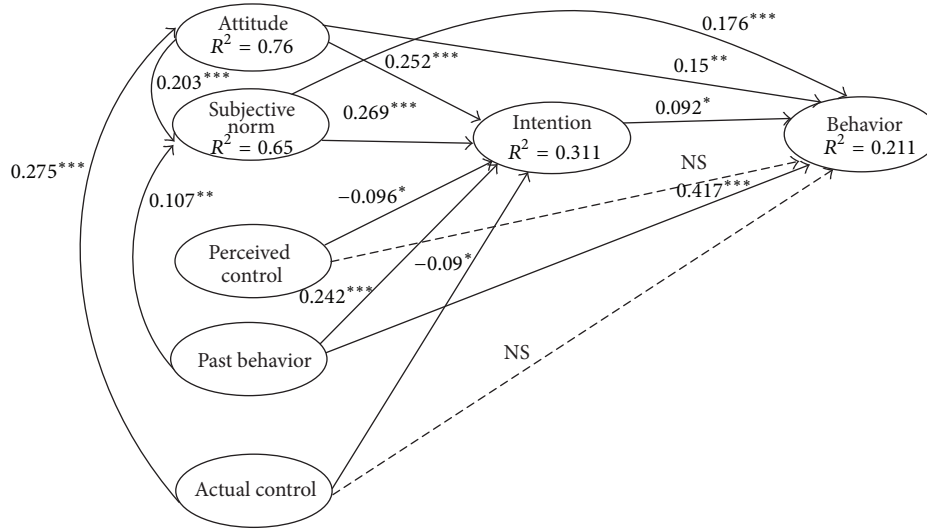 Attitude
R² = 0.76
0.176***
0.252***
0.15**
0.203***
Subjective
norm
R² = 0.65
0.269***
Intention
R² = 0.311
0.092*
Behavior
R² = 0.211
0.275***
0.107**
−0.096*
NS
0.417***
Perceived
control
−0.09*
0.242***
Past behavior
NS
Actual control